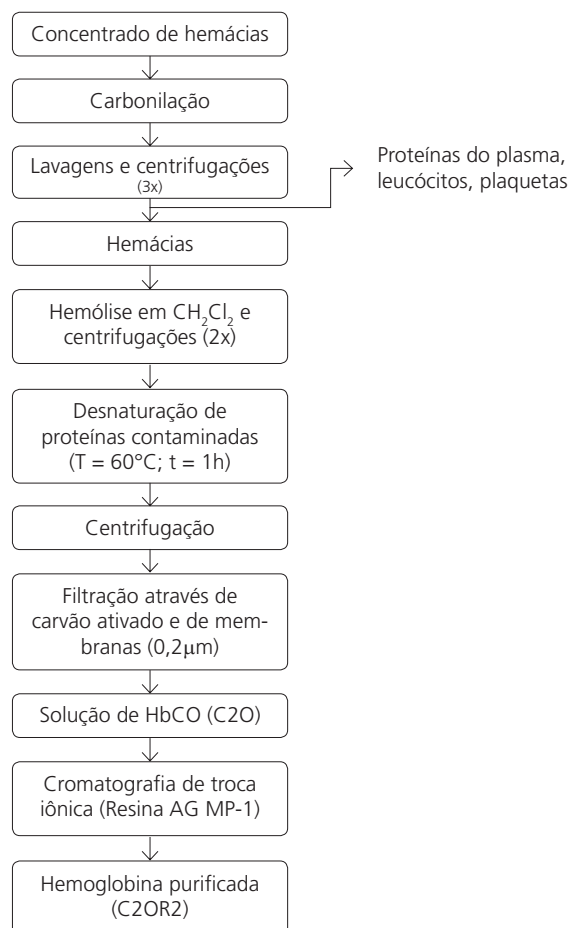 Concentrado de hemácias
Carbonilação
Lavagens e centrifugações
(3x)
Proteínas do plasma,
leucócitos, plaquetas
Hemácias
Hemólise em CH₂Cl₂ e
centrifugações (2x)
Desnaturação de
proteínas contaminadas
(T = 60°C; t = 1h)
Centrifugação
Filtração através de
carvão ativado e de mem-
branas (0,2μm)
Solução de HbCO (C2O)
Cromatografia de troca
iônica (Resina AG MP-1)
Hemoglobina purificada
(C2OR2)